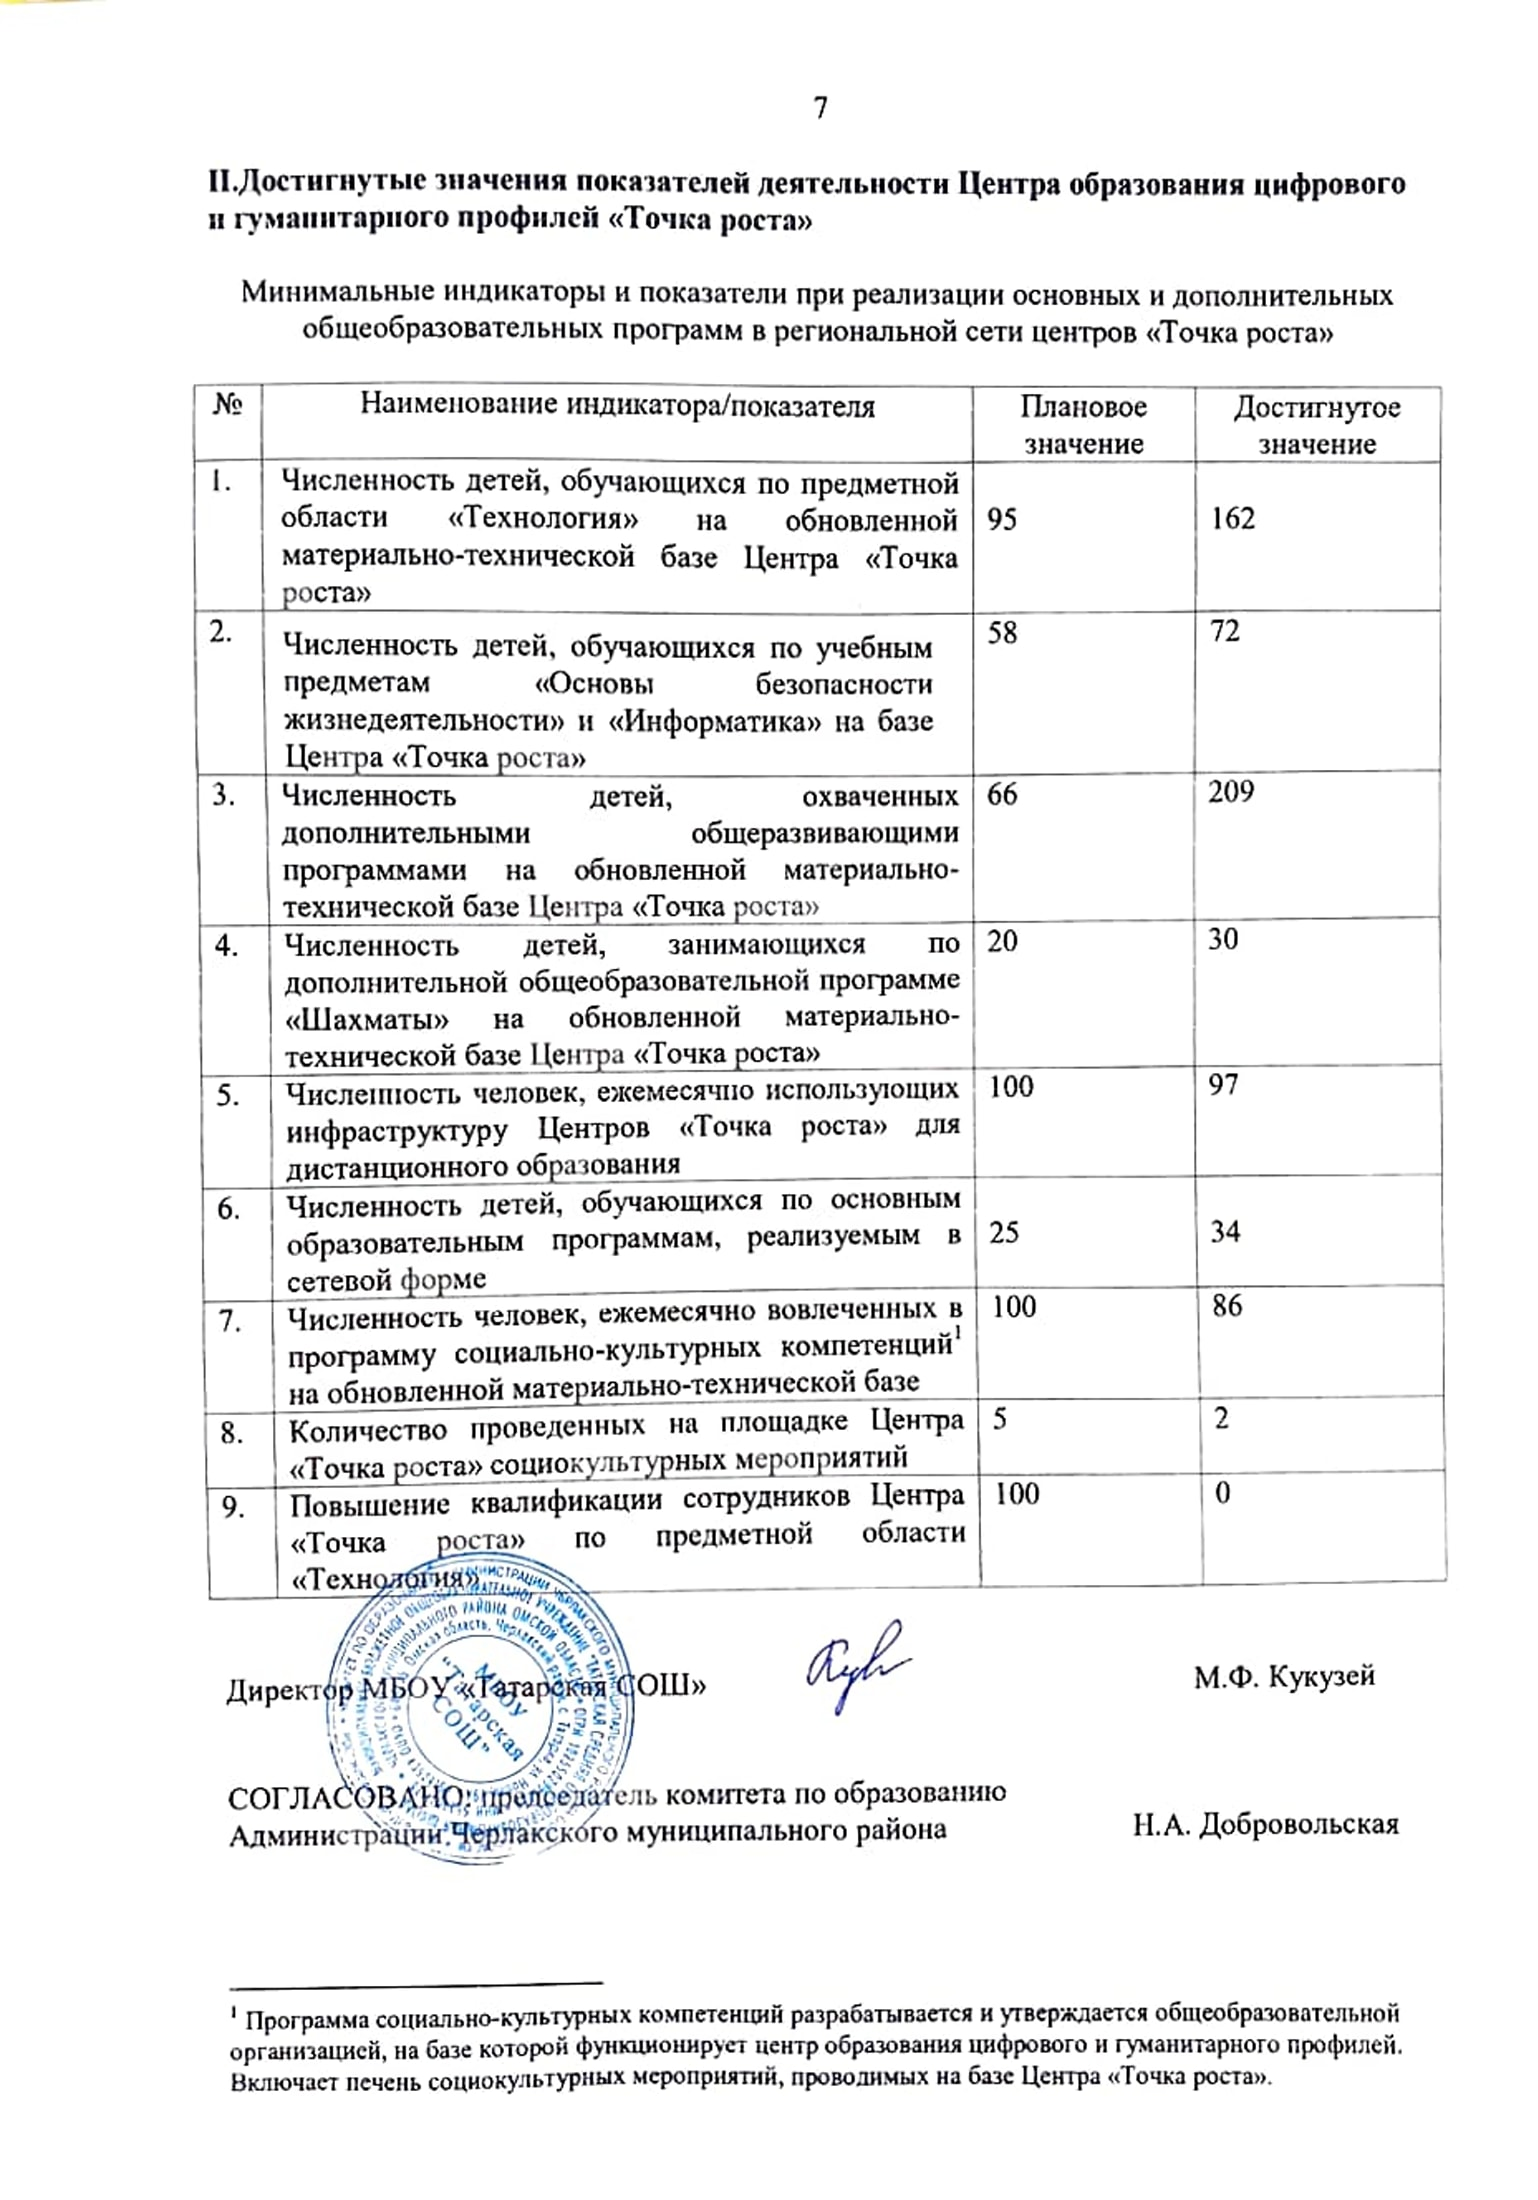 7
II.Достигнутые значения показателей деятельности Центра образования цифрового
и гуманитарного профилей «Точка роста»
Минимальные индикаторы и показатели при реализации основных и дополнительных
общеобразовательных программ в региональной сети центров «Точка роста»
№ Наименование индикатора/показателя Плановое значение Достигнутое значение
1. Численность детей, обучающихся по предметной
области «Технология» на обновленной 95 162
материально-технической базе Центра «Точка
роста»
2. 58 72
Численность детей, обучающихся по учебным
предметам «Основы безопасности
жизнедеятельности» и «Информатика» на базе
Центра «Точка роста»
3. Численность детей, охваченных 66 209
дополнительными общеразвивающими
программами на обновленной материально-
технической базе Центра «Точка роста»
4. Численность детей, занимающихся по 20 30
дополнительной общеобразовательной программе
«Шахматы» на обновленной материально-
технической базе Центра «Точка роста»
5. Численность человек, ежемесячно использующих 100 97
инфраструктуру Центров «Точка роста» для
дистанционного образования
6. Численность детей, обучающихся по основным
образовательным программам, реализуемым в 25 34
сетевой форме
7. Численность человек, ежемесячно вовлеченных в 100 86
программу социально-культурных компетенций¹
на обновленной материально-технической базе
8. Количество проведенных на площадке Центра 5 2
«Точка роста» социокультурных мероприятий
9. Повышение квалификации сотрудников Центра 100 0
«Точка роста» по предметной области
«Технология»
Директор МБОУ «Татарская СОШ» М.Ф. Кукузей
МБОУ
"Татарская
СОШ"
СОГЛАСОВАНО: председатель комитета по образованию
Администрации Черлакского муниципального района Н.А. Добровольская
¹ Программа социально-культурных компетенций разрабатывается и утверждается общеобразовательной
организацией, на базе которой функционирует центр образования цифрового и гуманитарного профилей.
Включает печень социокультурных мероприятий, проводимых на базе Центра «Точка роста».